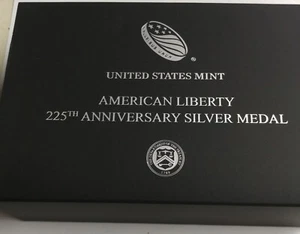 UNITED STATES MINT
AMERICAN LIBERTY
225TH ANNIVERSARY SILVER MEDAL